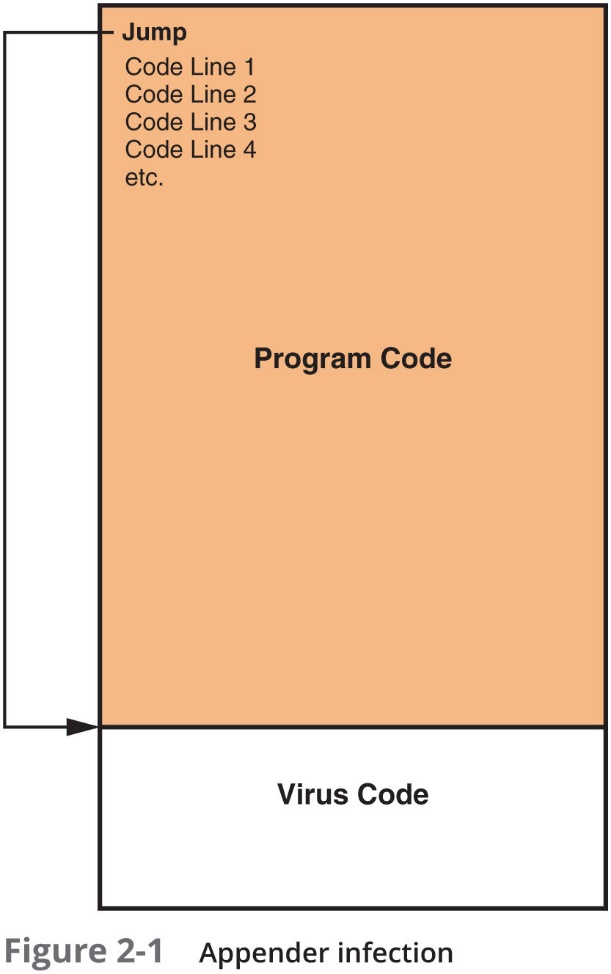 Jump
Code Line 1
Code Line 2
Code Line 3
Code Line 4
etc.
Program Code
Virus Code
Figure 2-1 Appender infection